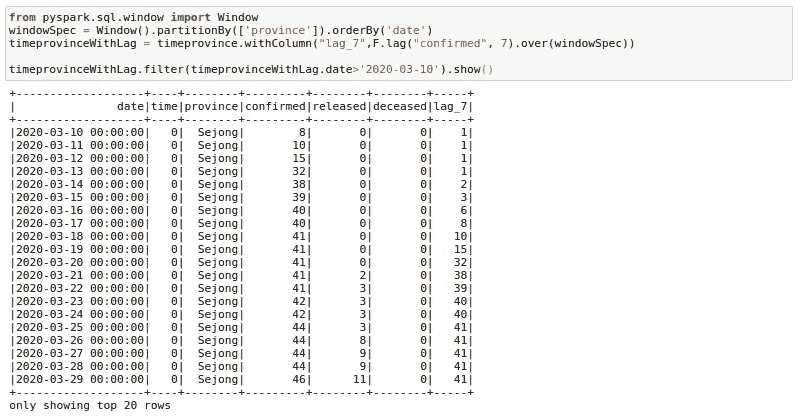 from pyspark.sql.window import Window
windowSpec = Window().partitionBy(['province']).orderBy('date')
timeprovinceWithLag = timeprovince.withColumn("lag_7",F.lag("confirmed", 7).over(windowSpec))

timeprovinceWithLag.filter(timeprovinceWithLag.date>'2020-03-10').show()
+-------------------+----+--------+---------+--------+--------+-----+
|               date|time|province|confirmed|released|deceased|lag_7|
+-------------------+----+--------+---------+--------+--------+-----+
|2020-03-10 00:00:00|   0|  Sejong|        8|       0|       0|    1|
|2020-03-11 00:00:00|   0|  Sejong|       10|       0|       0|    1|
|2020-03-12 00:00:00|   0|  Sejong|       15|       0|       0|    1|
|2020-03-13 00:00:00|   0|  Sejong|       32|       0|       0|    1|
|2020-03-14 00:00:00|   0|  Sejong|       38|       0|       0|    2|
|2020-03-15 00:00:00|   0|  Sejong|       39|       0|       0|    3|
|2020-03-16 00:00:00|   0|  Sejong|       40|       0|       0|    6|
|2020-03-17 00:00:00|   0|  Sejong|       40|       0|       0|    8|
|2020-03-18 00:00:00|   0|  Sejong|       41|       0|       0|   10|
|2020-03-19 00:00:00|   0|  Sejong|       41|       0|       0|   15|
|2020-03-20 00:00:00|   0|  Sejong|       41|       0|       0|   32|
|2020-03-21 00:00:00|   0|  Sejong|       41|       2|       0|   38|
|2020-03-22 00:00:00|   0|  Sejong|       41|       3|       0|   39|
|2020-03-23 00:00:00|   0|  Sejong|       42|       3|       0|   40|
|2020-03-24 00:00:00|   0|  Sejong|       42|       3|       0|   40|
|2020-03-25 00:00:00|   0|  Sejong|       44|       3|       0|   41|
|2020-03-26 00:00:00|   0|  Sejong|       44|       8|       0|   41|
|2020-03-27 00:00:00|   0|  Sejong|       44|       9|       0|   41|
|2020-03-28 00:00:00|   0|  Sejong|       44|       9|       0|   41|
|2020-03-29 00:00:00|   0|  Sejong|       46|      11|       0|   41|
+-------------------+----+--------+---------+--------+--------+-----+
only showing top 20 rows